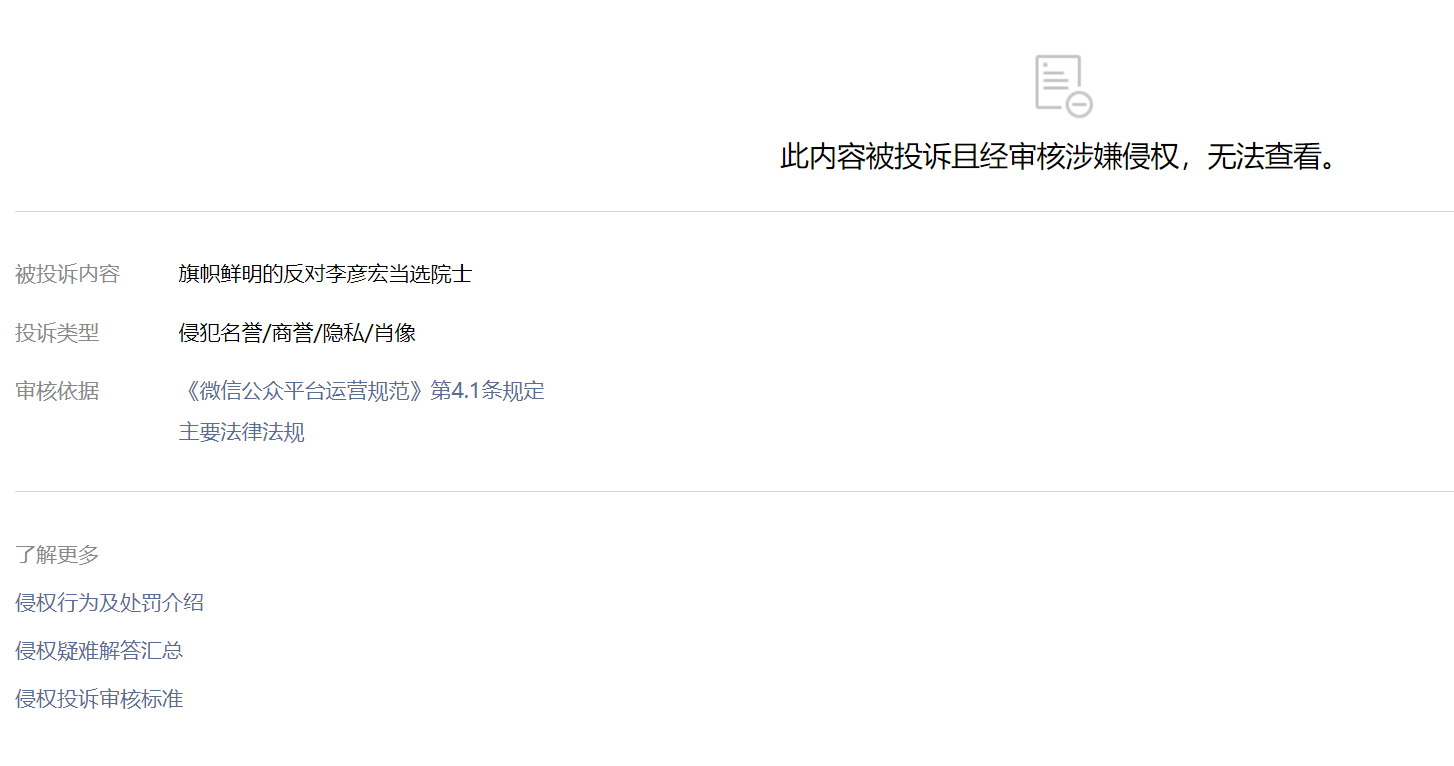 此内容被投诉且经审核涉嫌侵权，无法查看。
被投诉内容 旗帜鲜明的反对李彦宏当选院士
投诉类型 侵犯名誉/商誉/隐私/肖像
审核依据 《微信公众平台运营规范》第4.1条规定
主要法律法规
了解更多
侵权行为及处罚介绍
侵权疑难解答汇总
侵权投诉审核标准